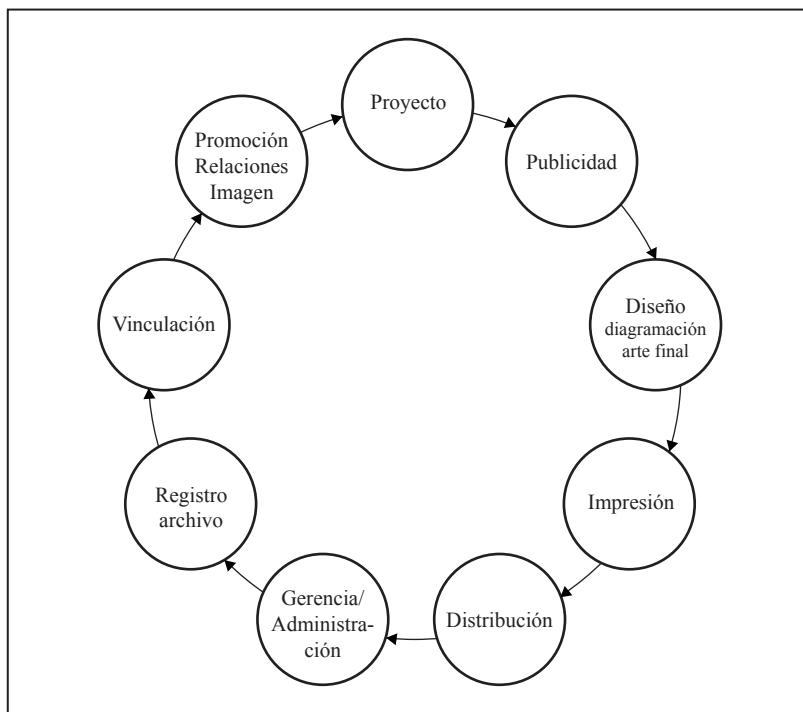 Proyecto
Publicidad
Diseño
diagramación
arte final
Impresión
Distribución
Gerencia/
Administra-
ción
Registro
archivo
Vinculación
Promoción
Relaciones
Imagen